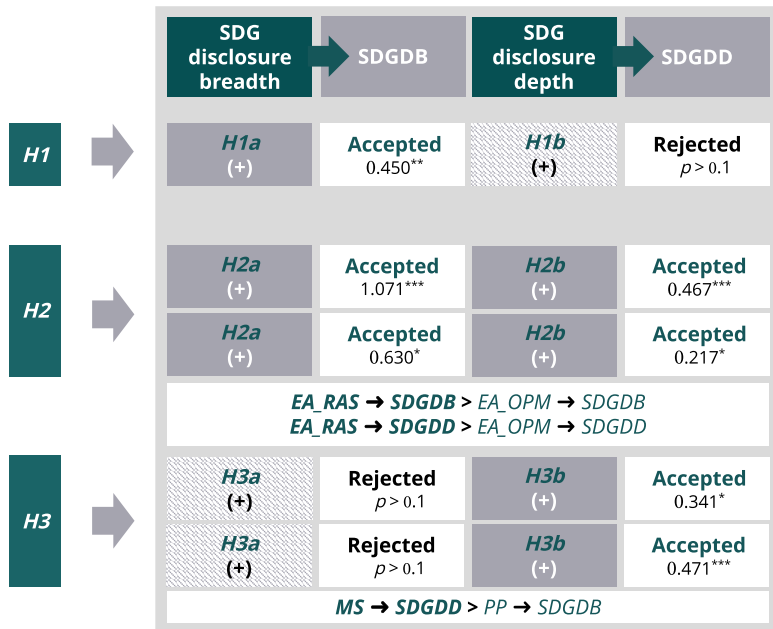 SDG
disclosure
breadth
SDGDB
SDG
disclosure
depth
SDGDD
H1
H1a
(+)
Accepted
0.450**
H1b
(+)
Rejected
p > 0.1
H2
H2a
(+)
Accepted
1.071***
H2b
(+)
Accepted
0.467***
H2a
(+)
Accepted
0.630*
H2b
(+)
Accepted
0.217*
EA_RAS → SDGDB > EA_OPM → SDGDB
EA_RAS → SDGDD > EA_OPM → SDGDD
H3
H3a
(+)
Rejected
p > 0.1
H3b
(+)
Accepted
0.341*
H3a
(+)
Rejected
p > 0.1
H3b
(+)
Accepted
0.471***
MS → SDGDD > PP → SDGDB